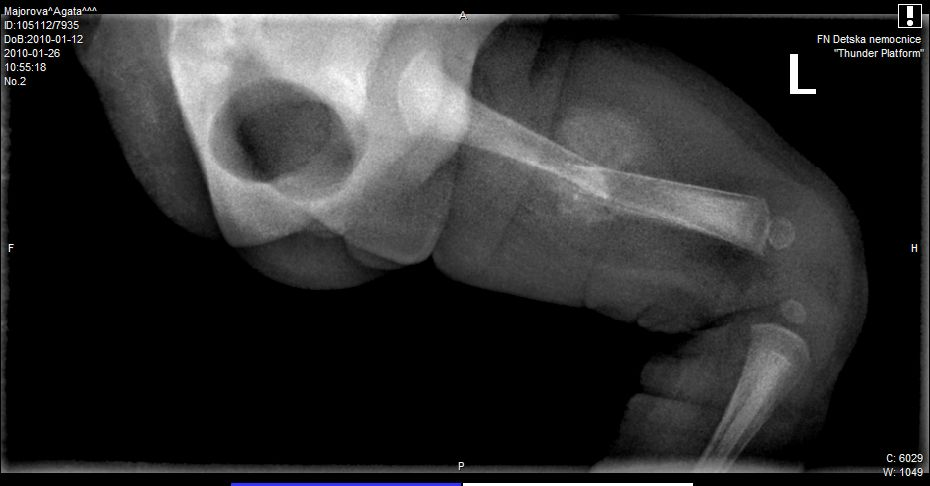 Majorova^Agata^^^
ID:105112/7935
DoB:2010-01-12
2010-01-26
10:55:18
No.2
A
!
FN Detska nemocnice
"Thunder Platform"
L
F
H
P
C: 6029
W: 1049